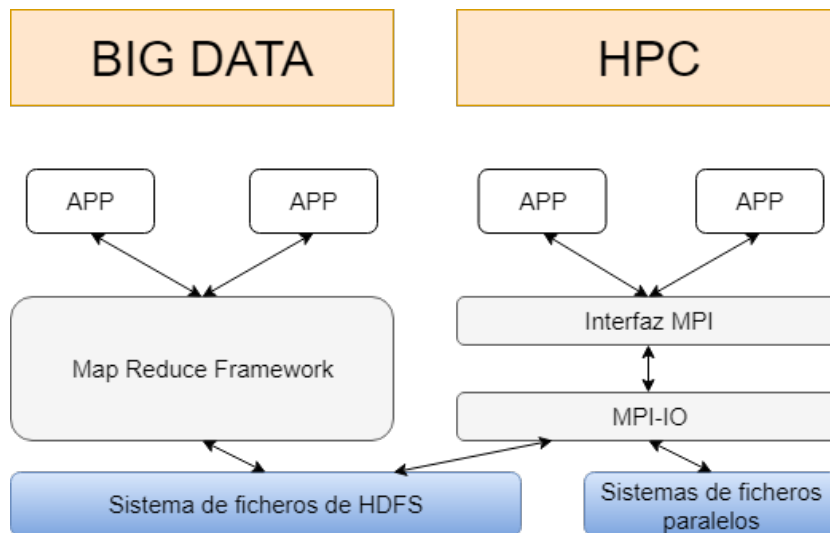 BIG DATA
HPC
APP
APP
APP
APP
Map Reduce Framework
Interfaz MPI
MPI-IO
Sistema de ficheros de HDFS
Sistemas de ficheros
paralelos